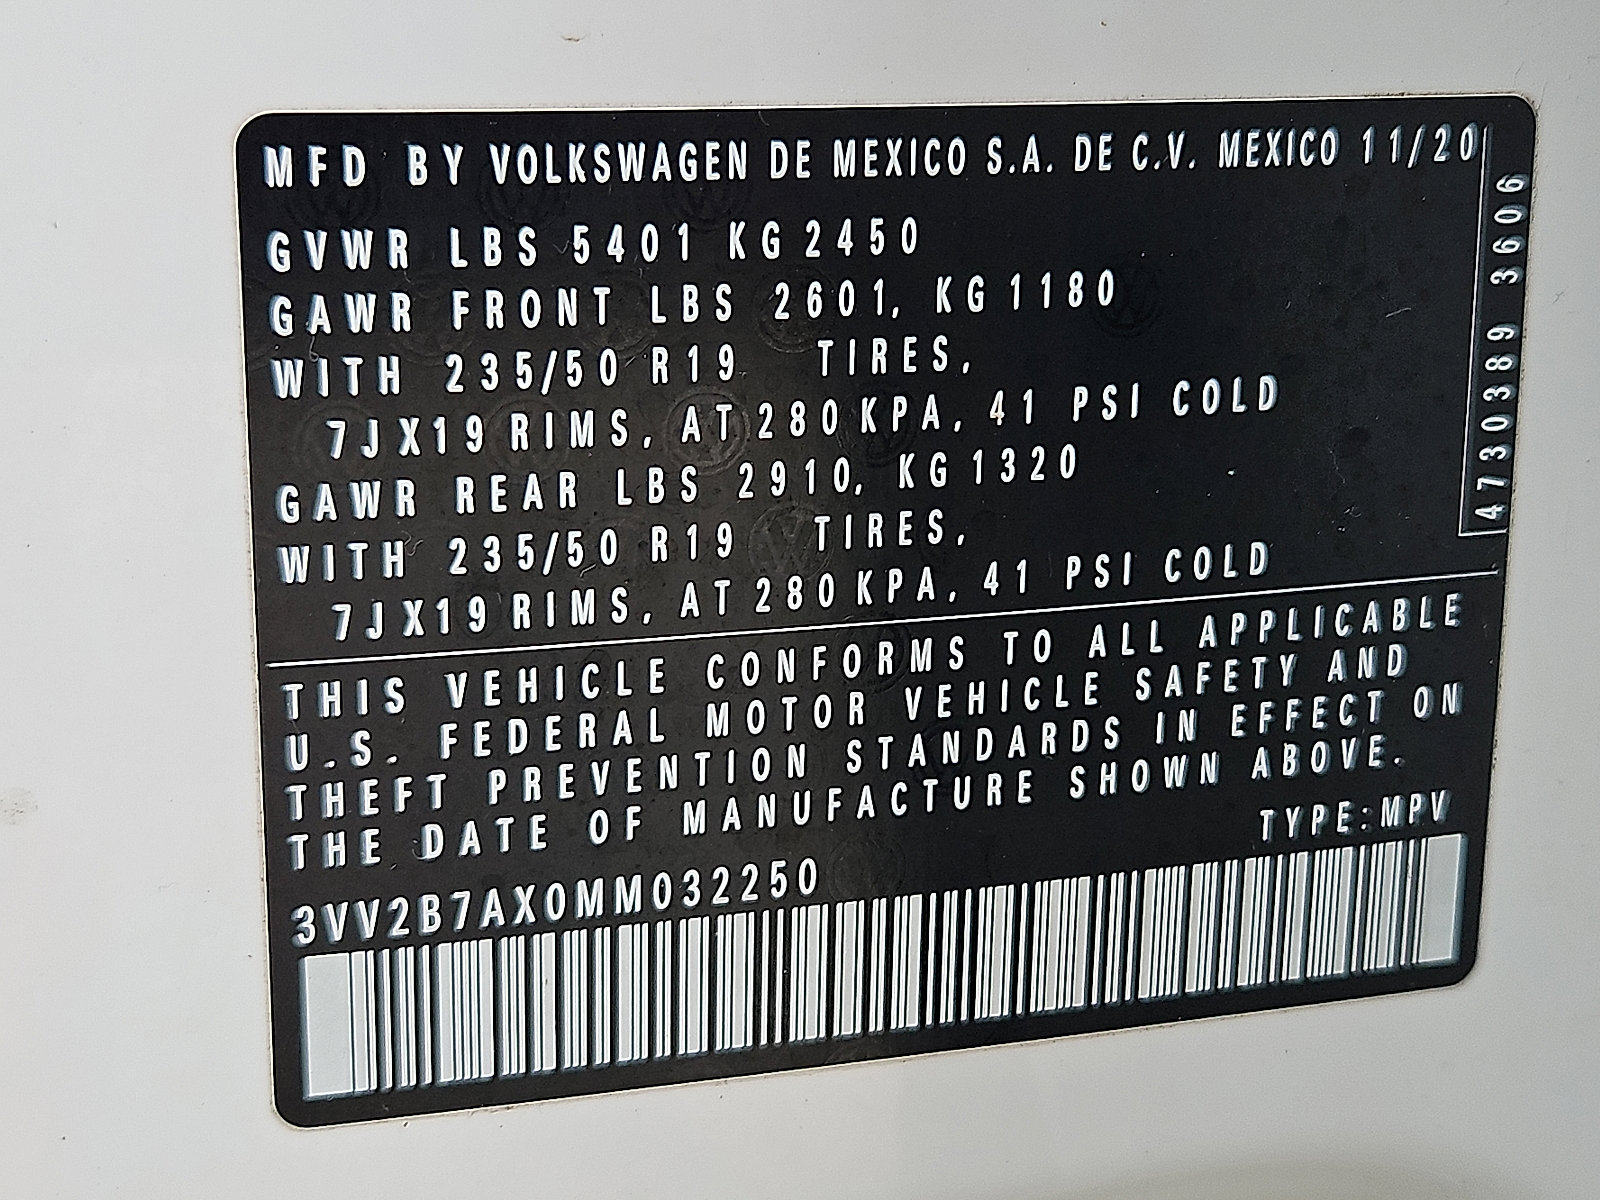 MFD BY VOLKSWAGEN DE MEXICO S.A. DE C.V. MEXICO 11/20
GVWR LBS 5401 KG 2450
GAWR FRONT LBS 2601, KG 1180
WITH 235/50 R19 TIRES,
7JX19 RIMS, AT 280 KPA, 41 PSI COLD
GAWR REAR LBS 2910, KG 1320
WITH 235/50 R19 TIRES,
7JX19 RIMS, AT 280 KPA, 41 PSI COLD
4730389 3606
THIS VEHICLE CONFORMS TO ALL APPLICABLE
U.S. FEDERAL MOTOR VEHICLE SAFETY AND
THEFT PREVENTION STANDARDS IN EFFECT ON
THE DATE OF MANUFACTURE SHOWN ABOVE.
TYPE:MPV
3VV2B7AX0MM032250